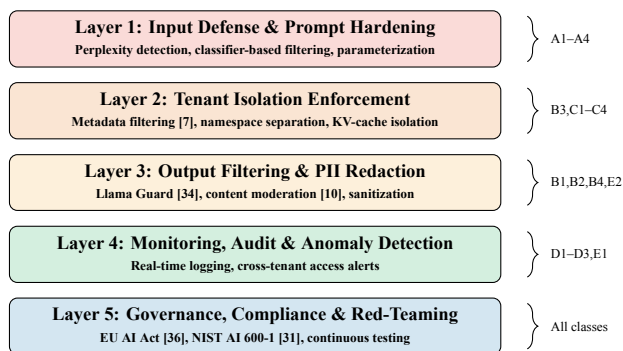 Layer 1: Input Defense & Prompt Hardening
Perplexity detection, classifier-based filtering, parameterization
A1–A4
Layer 2: Tenant Isolation Enforcement
Metadata filtering [7], namespace separation, KV-cache isolation
B3,C1–C4
Layer 3: Output Filtering & PII Redaction
Llama Guard [34], content moderation [10], sanitization
B1,B2,B4,E2
Layer 4: Monitoring, Audit & Anomaly Detection
Real-time logging, cross-tenant access alerts
D1–D3,E1
Layer 5: Governance, Compliance & Red-Teaming
EU AI Act [36], NIST AI 600-1 [31], continuous testing
All classes